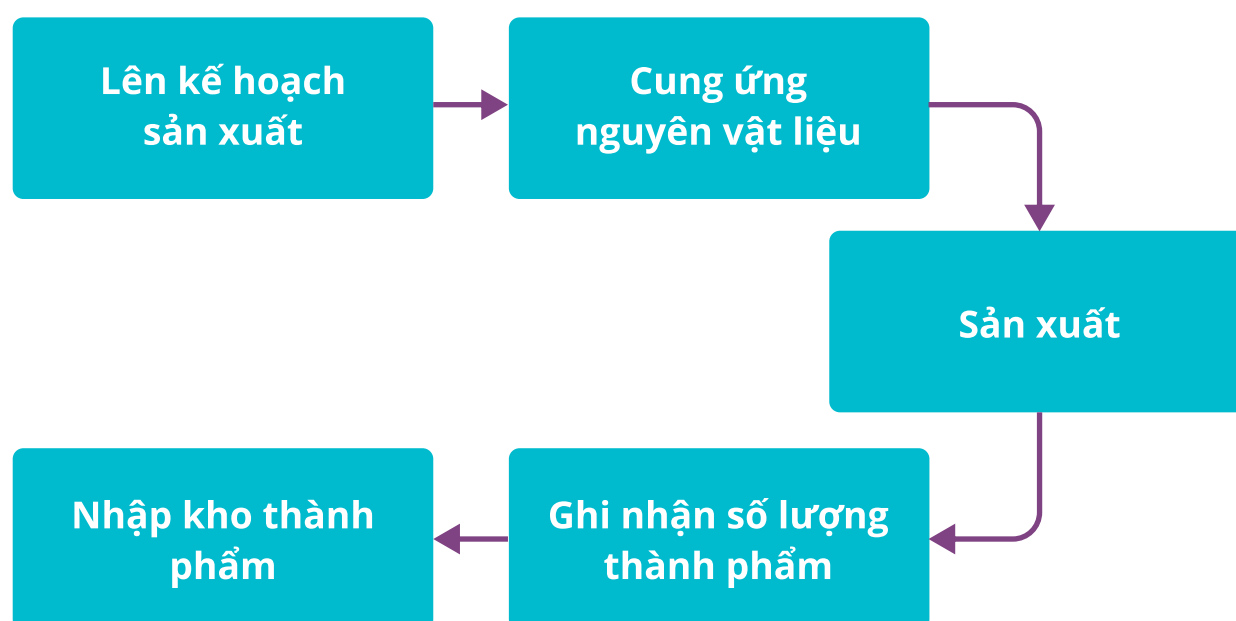 Lên kế hoạch
sản xuất
Cung ứng
nguyên vật liệu
Sản xuất
Ghi nhận số lượng
thành phẩm
Nhập kho thành
phẩm